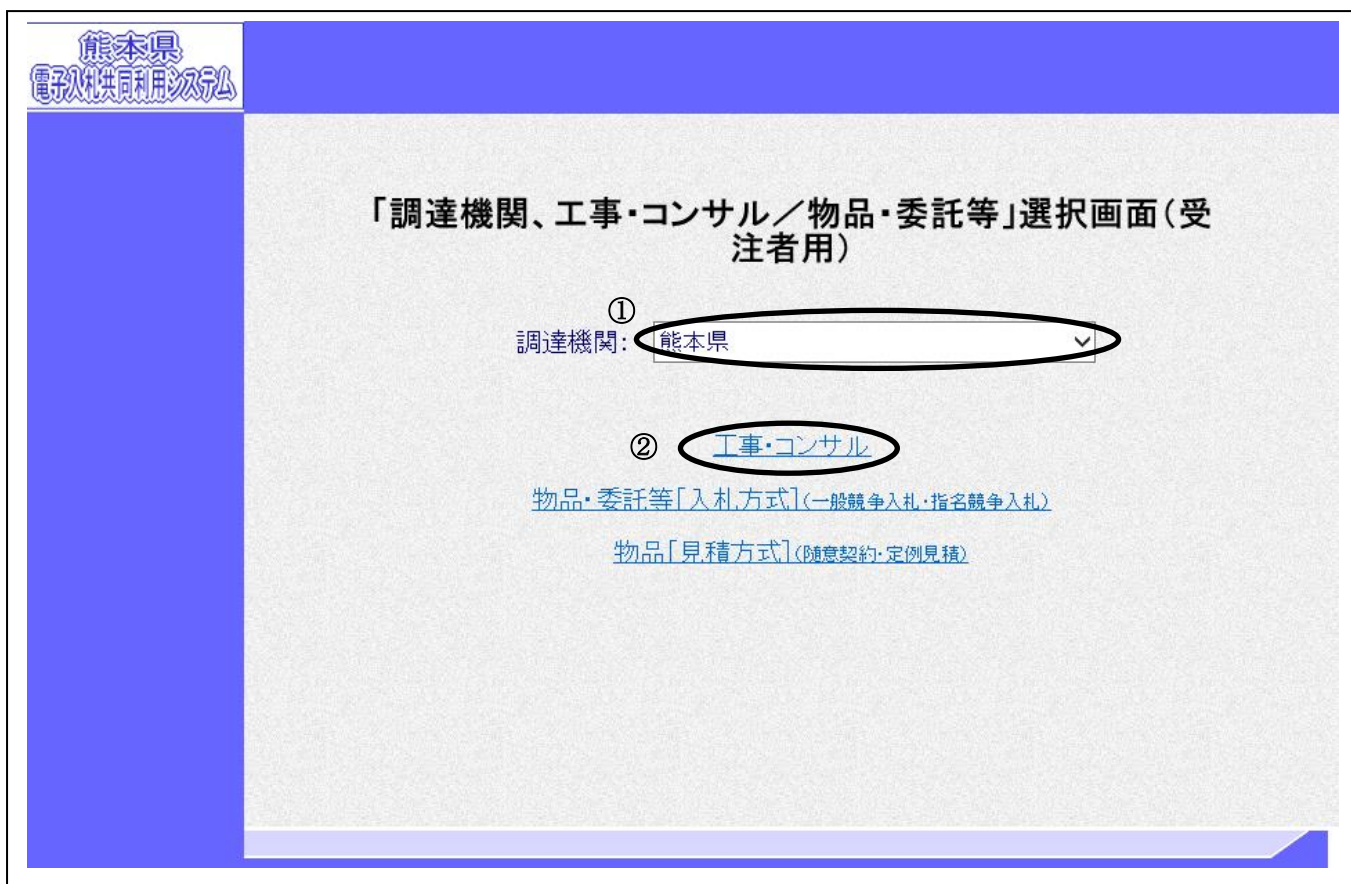 熊本県
電子入札共同利用システム
「調達機関、工事・コンサル／物品・委託等」選択画面（受
注者用）
①
調達機関： 熊本県
② 工事・コンサル
物品・委託等［入札方式］（一般競争入札・指名競争入札）
物品［見積方式］（随意契約・定例見積）